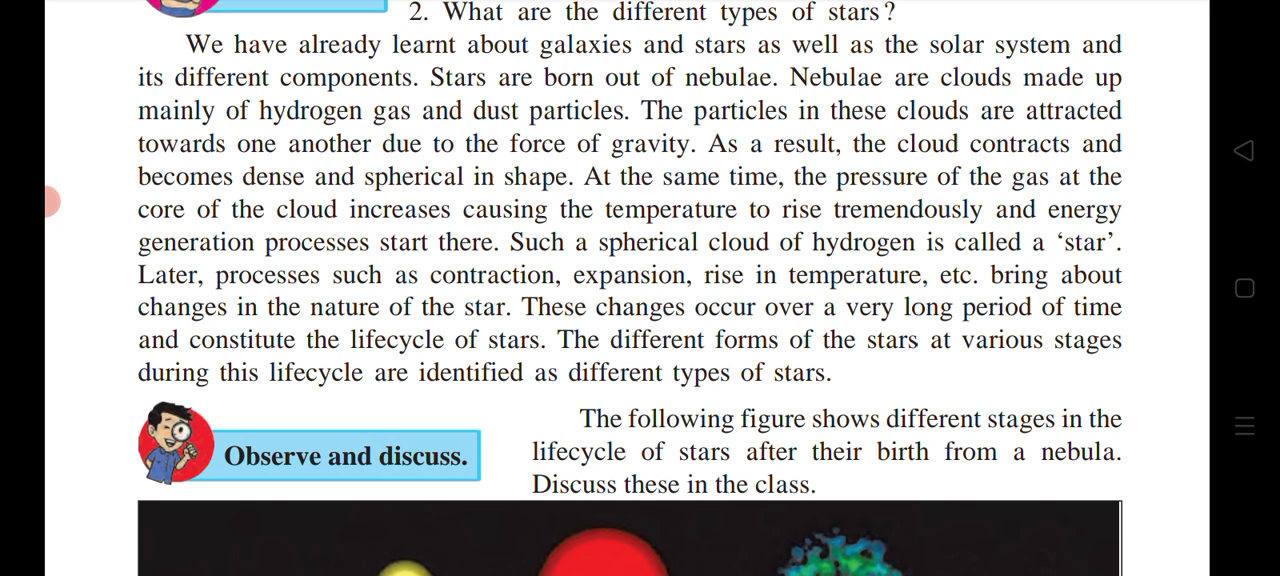 2. What are the different types of stars?
We have already learnt about galaxies and stars as well as the solar system and
its different components. Stars are born out of nebulae. Nebulae are clouds made up
mainly of hydrogen gas and dust particles. The particles in these clouds are attracted
towards one another due to the force of gravity. As a result, the cloud contracts and
becomes dense and spherical in shape. At the same time, the pressure of the gas at the
core of the cloud increases causing the temperature to rise tremendously and energy
generation processes start there. Such a spherical cloud of hydrogen is called a ‘star’.
Later, processes such as contraction, expansion, rise in temperature, etc. bring about
changes in the nature of the star. These changes occur over a very long period of time
and constitute the lifecycle of stars. The different forms of the stars at various stages
during this lifecycle are identified as different types of stars.
Observe and discuss.
The following figure shows different stages in the
lifecycle of stars after their birth from a nebula.
Discuss these in the class.